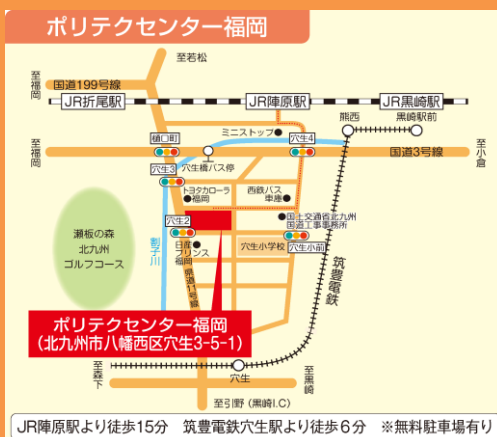 ポリテクセンター福岡
至若松
至福岡
国道199号線
JR折尾駅
JR陣原駅
JR黒崎駅
熊西
黒崎駅前
樋口町
ミニストップ
穴生4
至福岡
国道3号線
至小倉
穴生橋バス停
穴生3
トヨタカローラ
福岡
西鉄バス
車庫
穴生2
国土交通省北九州
国道工事事務所
瀬板の森
北九州
ゴルフコース
割子川
日産
プリンス
福岡
穴生小学校
穴生小前
県道11号線
筑豊電鉄
ポリテクセンター福岡
(北九州市八幡西区穴生3-5-1)
至森下
穴生
至黒崎
至引野(黒崎I.C)
JR陣原駅より徒歩15分 筑豊電鉄穴生駅より徒歩6分 ※無料駐車場有り